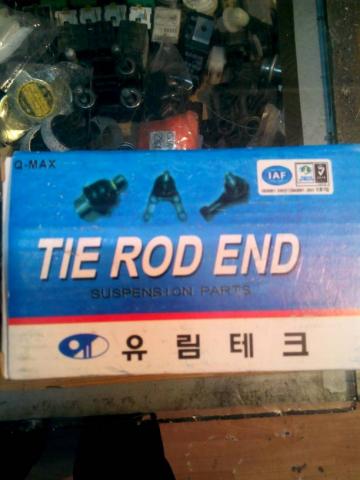 Q-MAX
IAF
TIE ROD END
SUSPENSION PARTS
유림테크